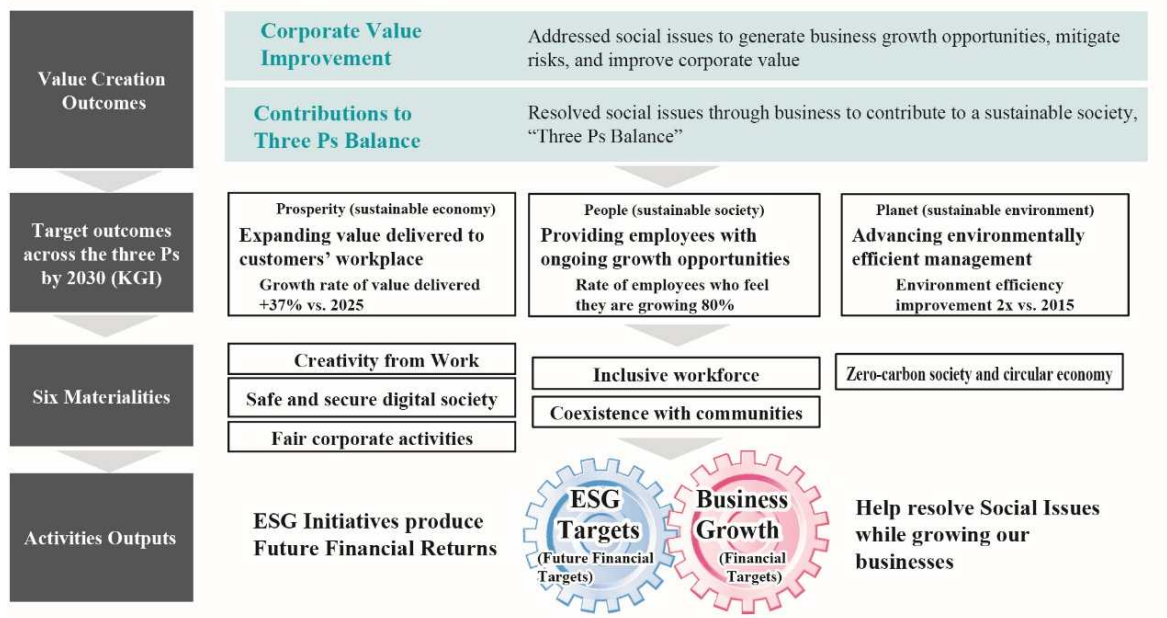 Value Creation
Outcomes
Corporate Value
Improvement
Addressed social issues to generate business growth opportunities, mitigate
risks, and improve corporate value
Contributions to
Three Ps Balance
Resolved social issues through business to contribute to a sustainable society,
“Three Ps Balance”
Target outcomes
across the three Ps
by 2030 (KGI)
Prosperity (sustainable economy)
Expanding value delivered to
customers’ workplace
Growth rate of value delivered
+37% vs. 2025
People (sustainable society)
Providing employees with
ongoing growth opportunities
Rate of employees who feel
they are growing 80%
Planet (sustainable environment)
Advancing environmentally
efficient management
Environment efficiency
improvement 2x vs. 2015
Six Materialities
Creativity from Work
Safe and secure digital society
Fair corporate activities
Inclusive workforce
Coexistence with communities
Zero-carbon society and circular economy
Activities Outputs
ESG Initiatives produce
Future Financial Returns
ESG
Targets
(Future Financial
Targets)
Business
Growth
(Financial
Targets)
Help resolve Social Issues
while growing our
businesses